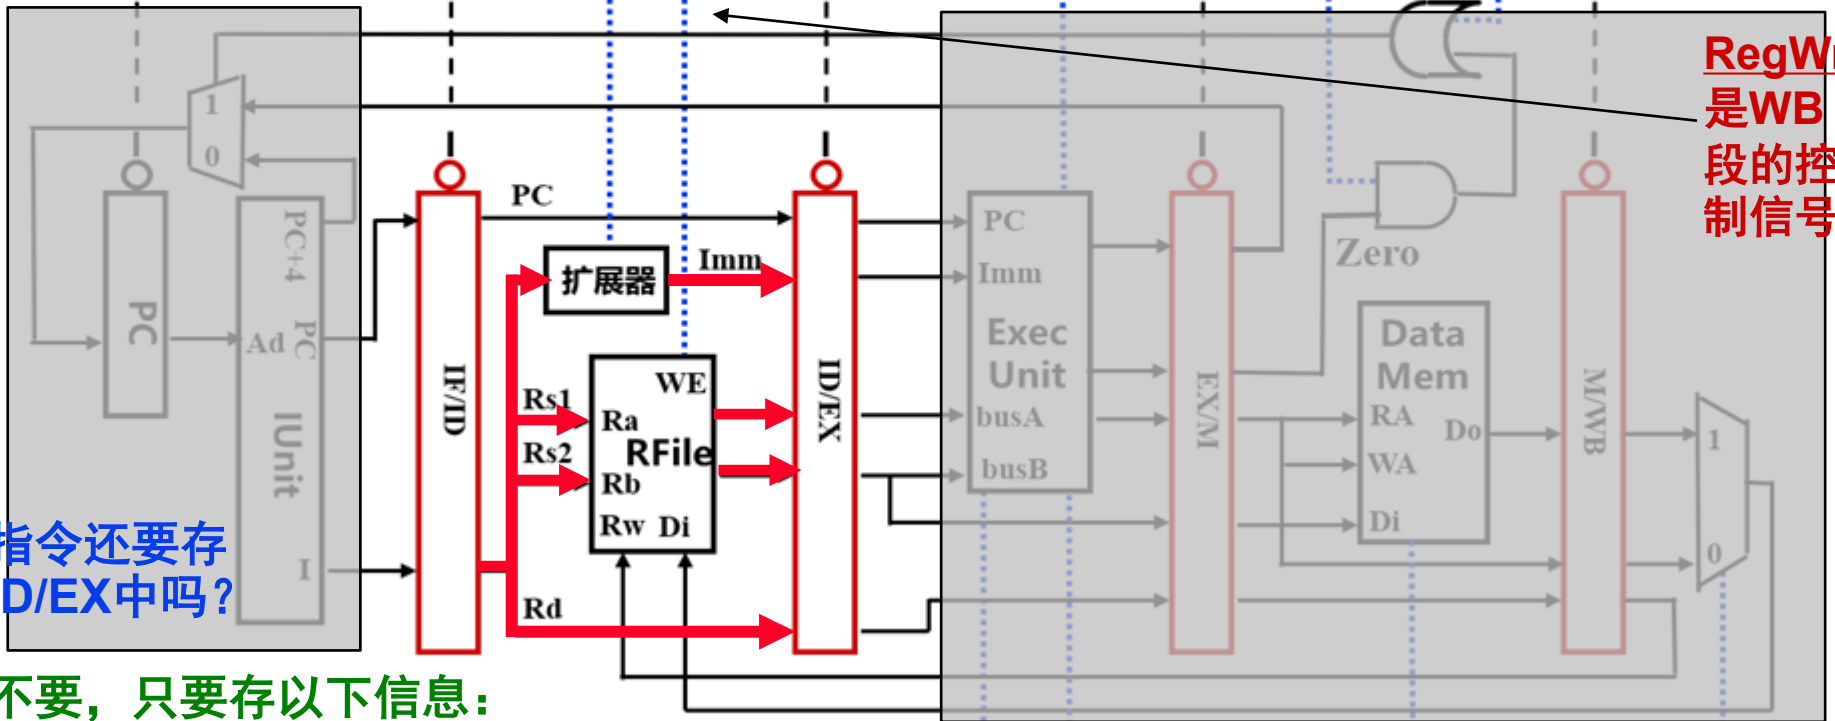 RegW
是WB
段的控
制信号
1
0
PC
PC+4
PC
Ad
PC
IUnit
I
IF/ID
PC
扩展器
Imm
Rs1
Rs2
Rd
WE
Ra
RFile
Rb
Rw Di
ID/EX
PC
Imm
Exec
Unit
busA
busB
EX/M
Zero
Data
Mem
RA
Do
WA
Di
M/WB
1
0
指令还要存
D/EX中吗?
不要，只要存以下信息：